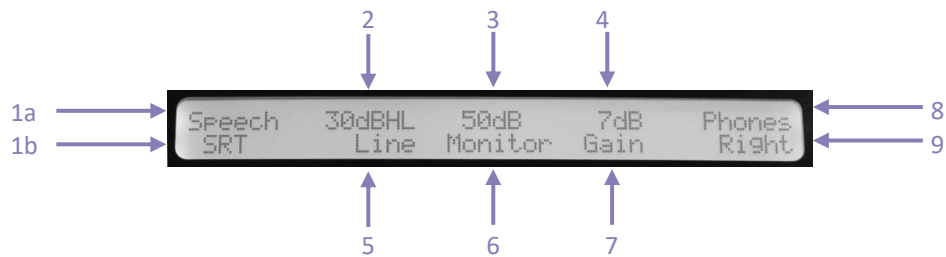 2 3 4
1a Speech 30dBHL 50dB 7dB Phones 8
1b SRT Line Monitor Gain Right 9
5 6 7